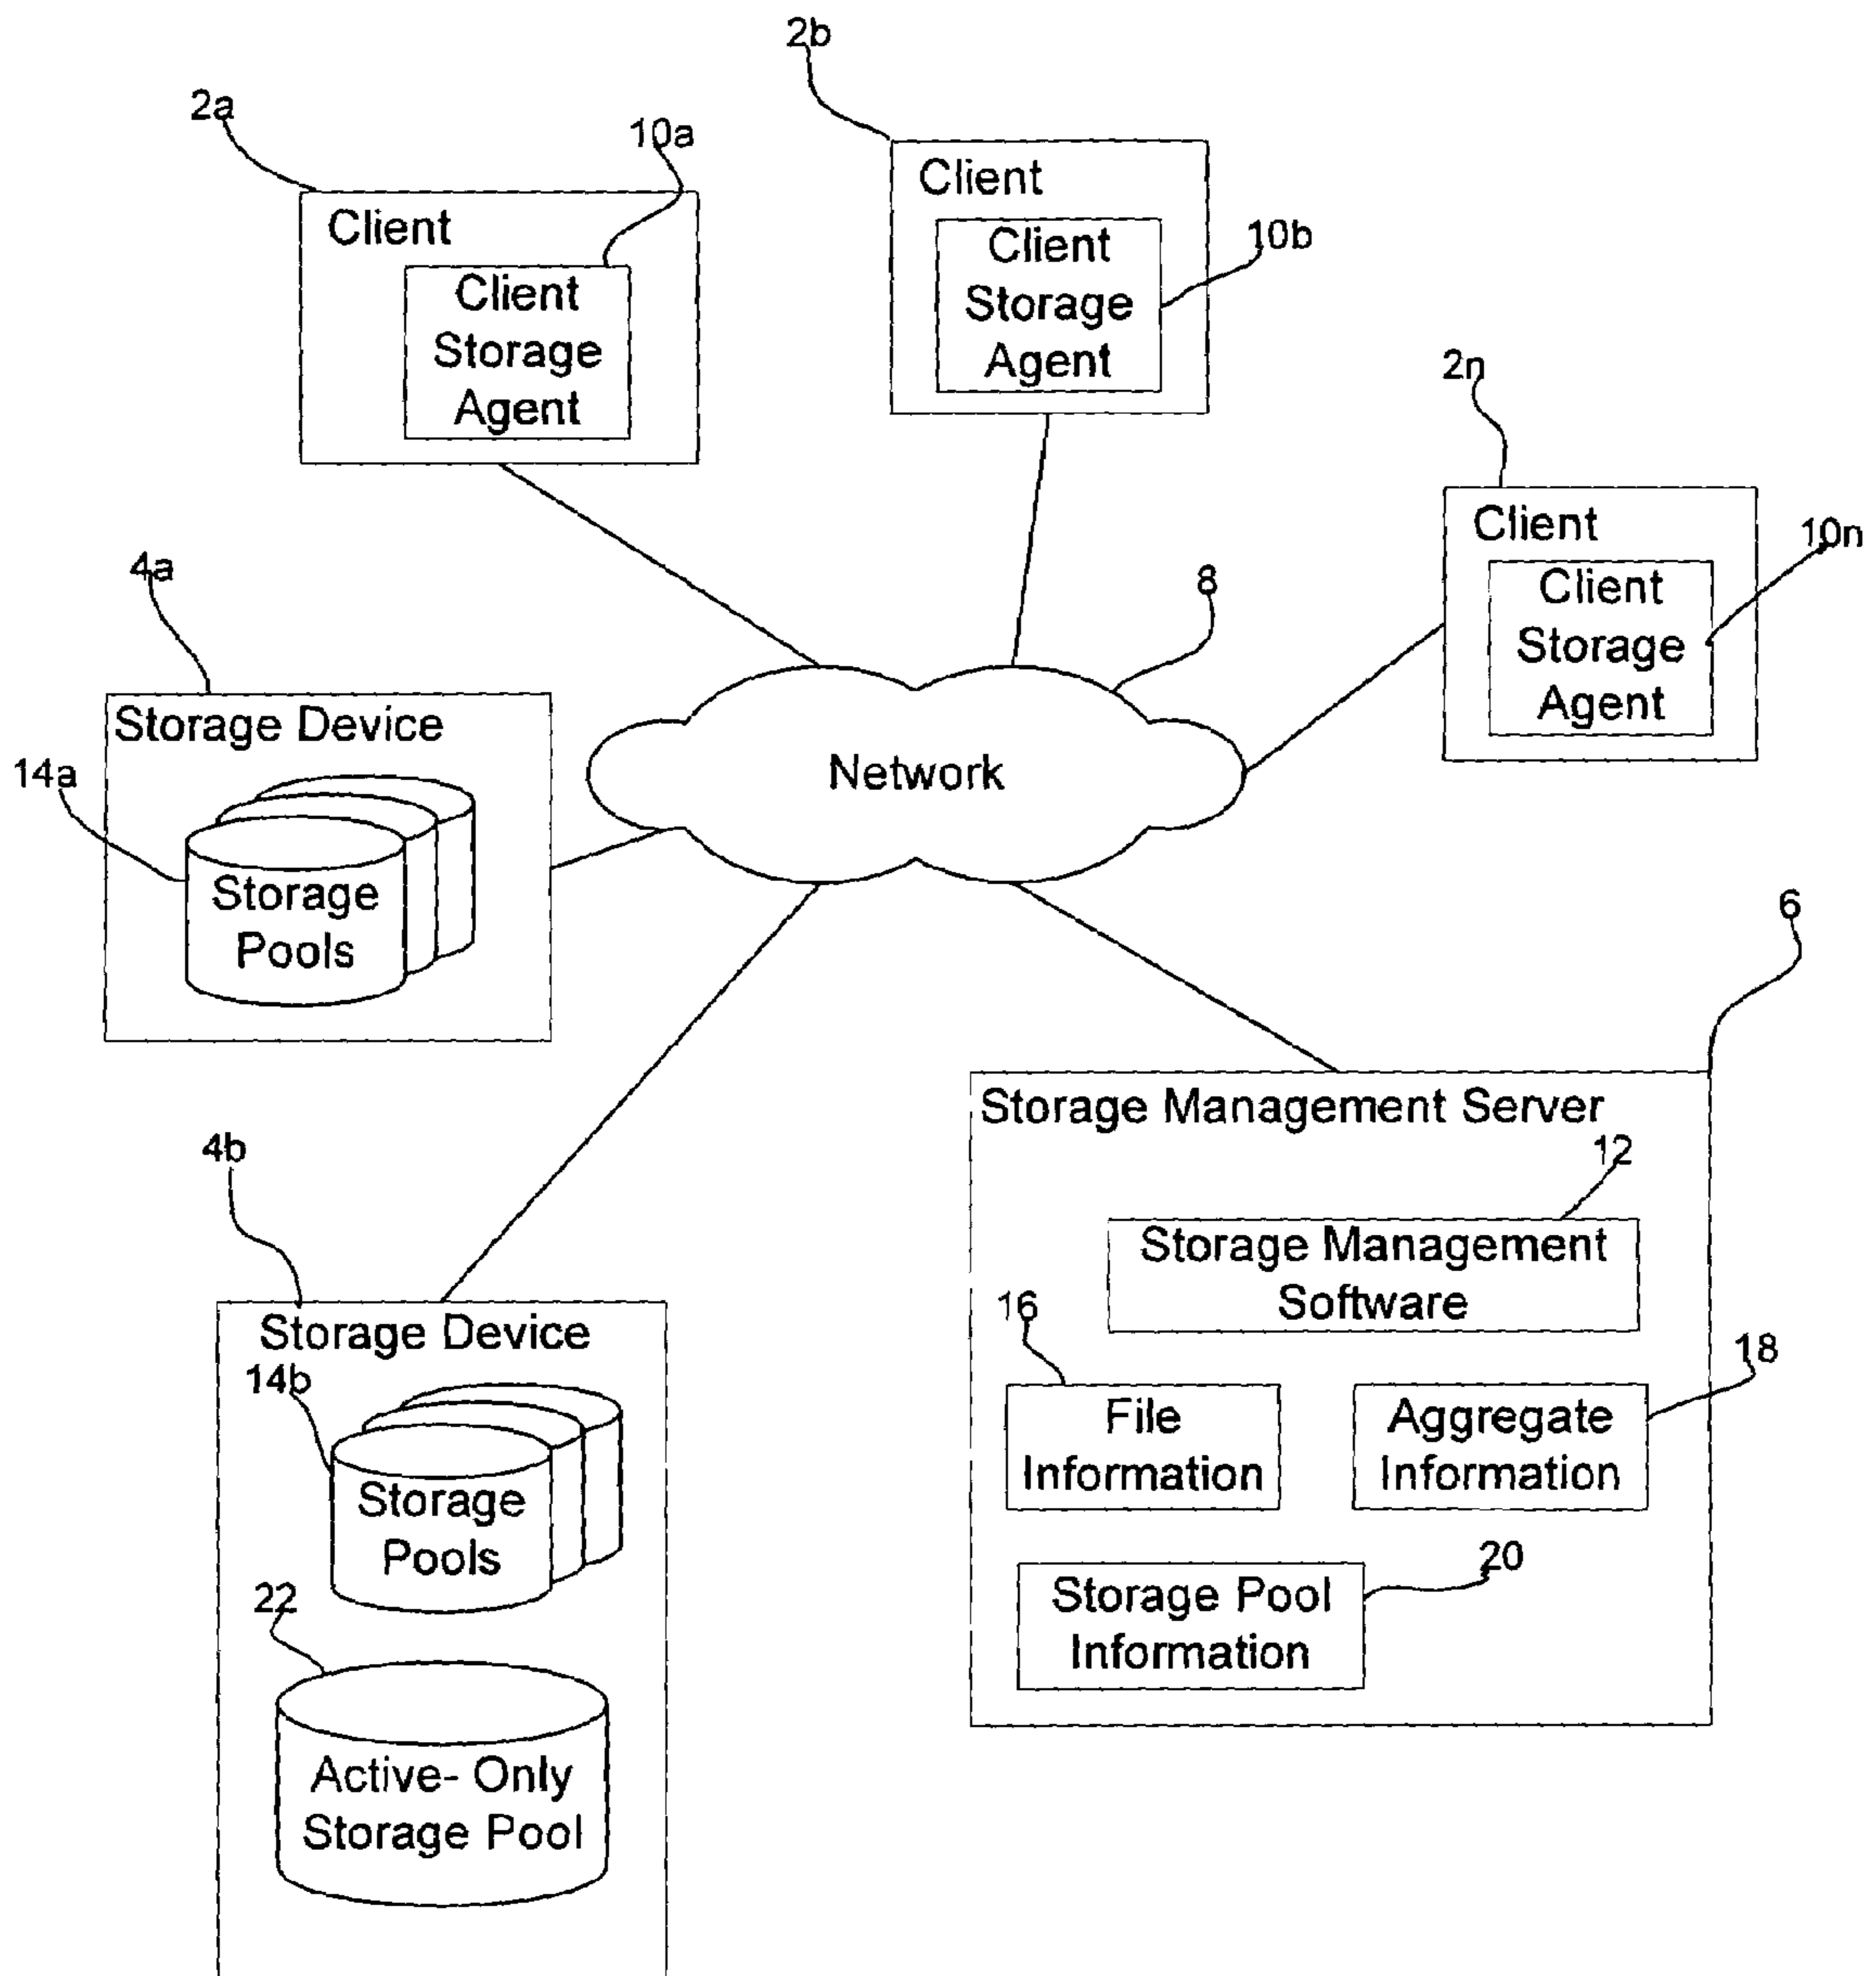 2b
2a
10a
Client
Client
Storage
Agent
10b
Client
Client
Storage
Agent
2n
Client
Client
Storage
Agent
10n
4a
8
Storage Device
14a
Storage
Pools
Network
6
Storage Management Server
12
Storage Management
Software
16
File
Information
18
Aggregate
Information
20
Storage Pool
Information
4b
Storage Device
14b
Storage
Pools
22
Active- Only
Storage Pool